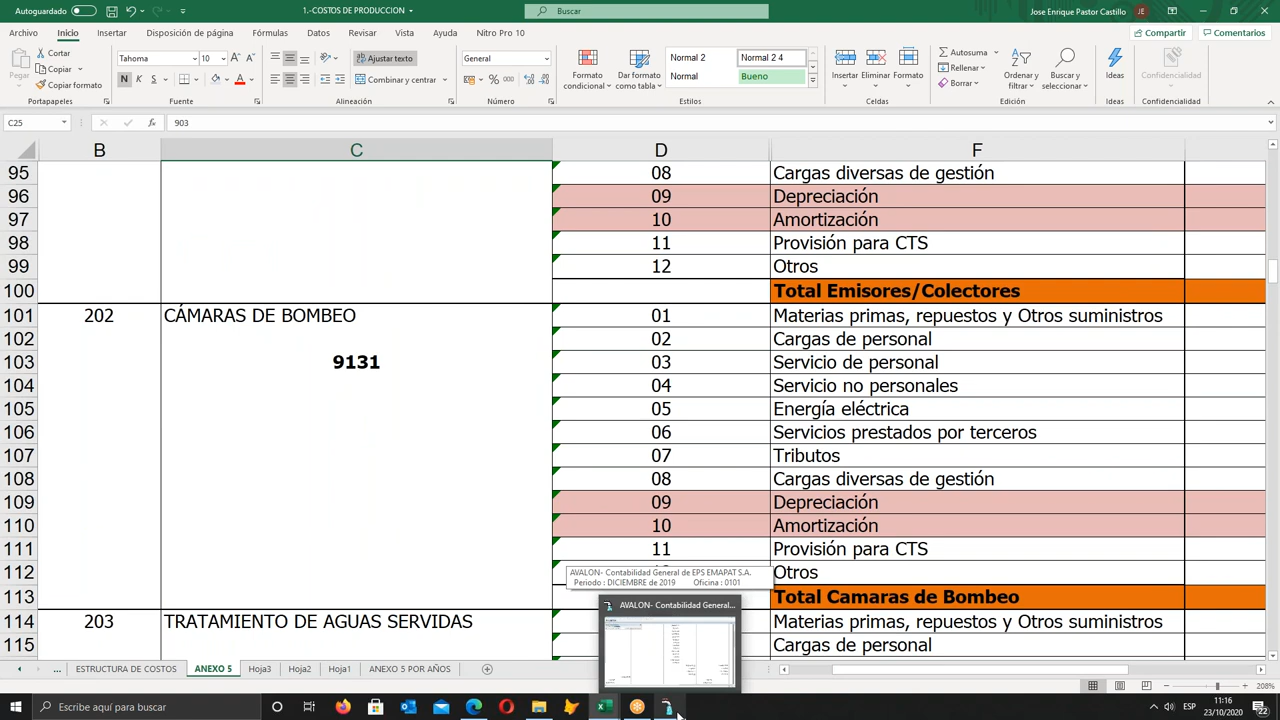 Autoguardado
1.-COSTOS DE PRODUCCION
Buscar
Jose Enrique Pastor Castillo
JE
Archivo
Inicio
Insertar
Disposición de página
Fórmulas
Datos
Revisar
Vista
Ayuda
Nitro Pro 10
Compartir
Comentarios
Pegar
Cortar
Copiar
Copiar formato
Portapapeles
Tahoma
10
N K S
Fuente
Ajustar texto
Combinar y centrar
Alineación
General
% 000
Número
Formato condicional
Dar formato como tabla
Normal 2
Normal 2 4
Normal
Bueno
Estilos
Insertar
Eliminar
Formato
Celdas
Autosuma
Rellenar
Borrar
Ordenar y filtrar
Buscar y seleccionar
Edición
Ideas
Ideas
Confidencialidad
Confidencialidad
C25
fx
903
B C D F
95 08 Cargas diversas de gestión
96 09 Depreciación
97 10 Amortización
98 11 Provisión para CTS
99 12 Otros
100 Total Emisores/Colectores
101 202 CÁMARAS DE BOMBEO 01 Materias primas, repuestos y Otros suministros
102 02 Cargas de personal
103 9131 03 Servicio de personal
104 04 Servicio no personales
105 05 Energía eléctrica
106 06 Servicios prestados por terceros
107 07 Tributos
108 08 Cargas diversas de gestión
109 09 Depreciación
110 10 Amortización
111 11 Provisión para CTS
112 Otros
113 Total Camaras de Bombeo
114 203 TRATAMIENTO DE AGUAS SERVIDAS Materias primas, repuestos y Otros suministros
115 Cargas de personal
AVALON- Contabilidad General de EPS EMAPAT S.A.
Periodo : DICIEMBRE de 2019 Oficina : 0101
AVALON- Contabilidad General...
... ESTRUCTURA DE COSTOS
ANEXO 5
Hoja3
Hoja2
Hoja1
ANEXO 5 POR AÑOS
208%
Escribe aquí para buscar
ESP
11:16
23/10/2020
22